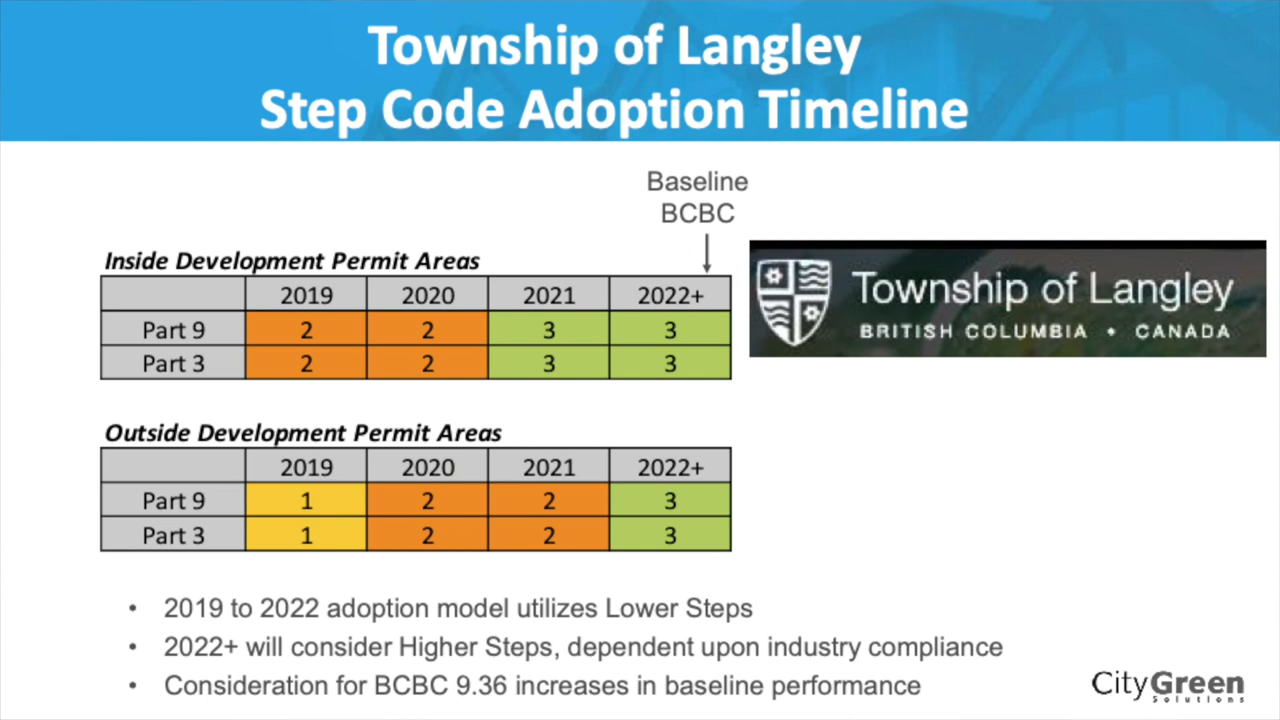 Township of Langley
Step Code Adoption Timeline
Baseline
BCBC
Inside Development Permit Areas
2019 2020 2021 2022+
Part 9 2 2 3 3
Part 3 2 2 3 3
Township of Langley
BRITISH COLUMBIA • CANADA
Outside Development Permit Areas
2019 2020 2021 2022+
Part 9 1 2 2 3
Part 3 1 2 2 3
• 2019 to 2022 adoption model utilizes Lower Steps
• 2022+ will consider Higher Steps, dependent upon industry compliance
• Consideration for BCBC 9.36 increases in baseline performance
CityGreen
Solutions